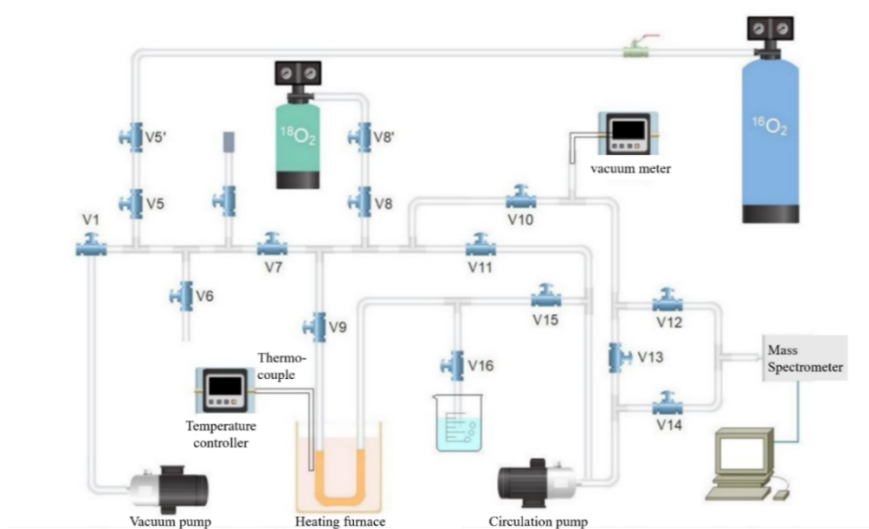 18O2
16O2
V5'
V8'
vacuum meter
V5
V8
V1
V10
V7
V11
V6
V9
V15
V12
Thermo-
couple
V16
V13
Mass
Spectrometer
Temperature
controller
V14
Vacuum pump
Heating furnace
Circulation pump